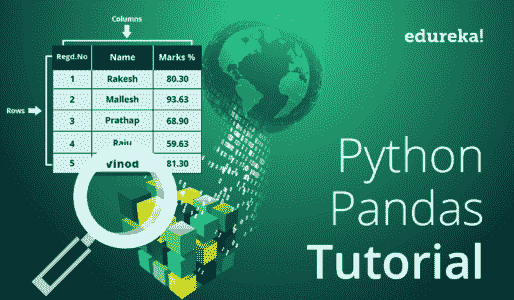 Columns
edureka!
Regd.No Name Marks %
1 Rakesh 80.30
2 Mallesh 93.63
Rows
3 Prathap 68.90
4 Raju 59.63
5 Vinod 81.30
Python
Pandas
Tutorial